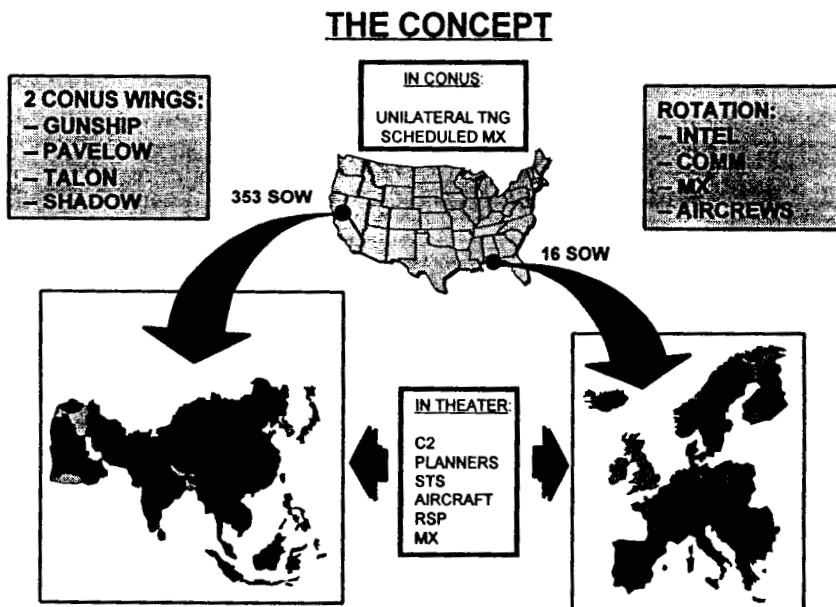 THE CONCEPT
2 CONUS WINGS:
– GUNSHIP
– PAVELOW
– TALON
– SHADOW
IN CONUS:
UNILATERAL TNG
SCHEDULED MX
ROTATION:
– INTEL
– COMM
– MX
– AIRCREWS
353 SOW
16 SOW
IN THEATER:
C2
PLANNERS
STS
AIRCRAFT
RSP
MX